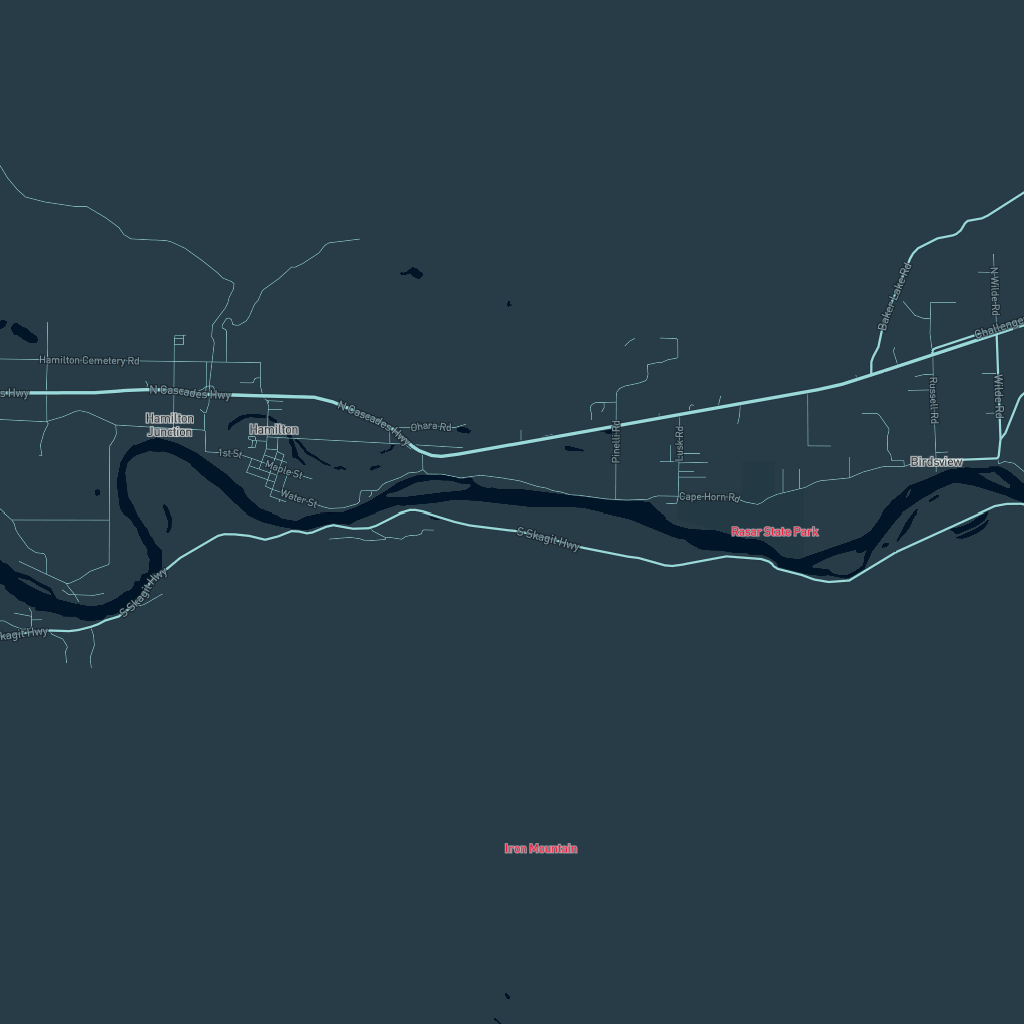 N Wilde Rd
Baker Lake Rd
Challenger
Hamilton Cemetery Rd
s Hwy
N Cascades Hwy
N Cascades Hwy
Russell Rd
Wilde Rd
Hamilton
Junction
Hamilton
Ohara Rd
Pinelli Rd
Lusk Rd
1st St
Maple St
Birdsview
Water St
Cape Horn Rd
Rasar State Park
S Skagit Hwy
S Skagit Hwy
Skagit Hwy
Iron Mountain